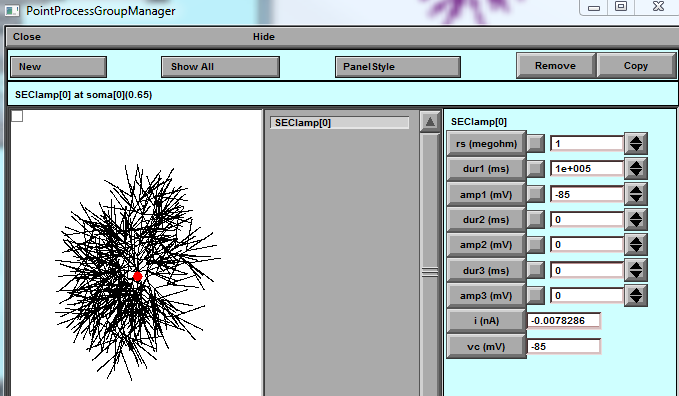 PointProcessGroupManager
Close Hide
New Show All PanelStyle Remove Copy
SEClamp[0] at soma[0](0.65)
SEClamp[0]
SEClamp[0]
rs (megohm) 1
dur1 (ms) 1e+005
amp1 (mV) -85
dur2 (ms) 0
amp2 (mV) 0
dur3 (ms) 0
amp3 (mV) 0
i (nA) -0.0078286
vc (mV) -85